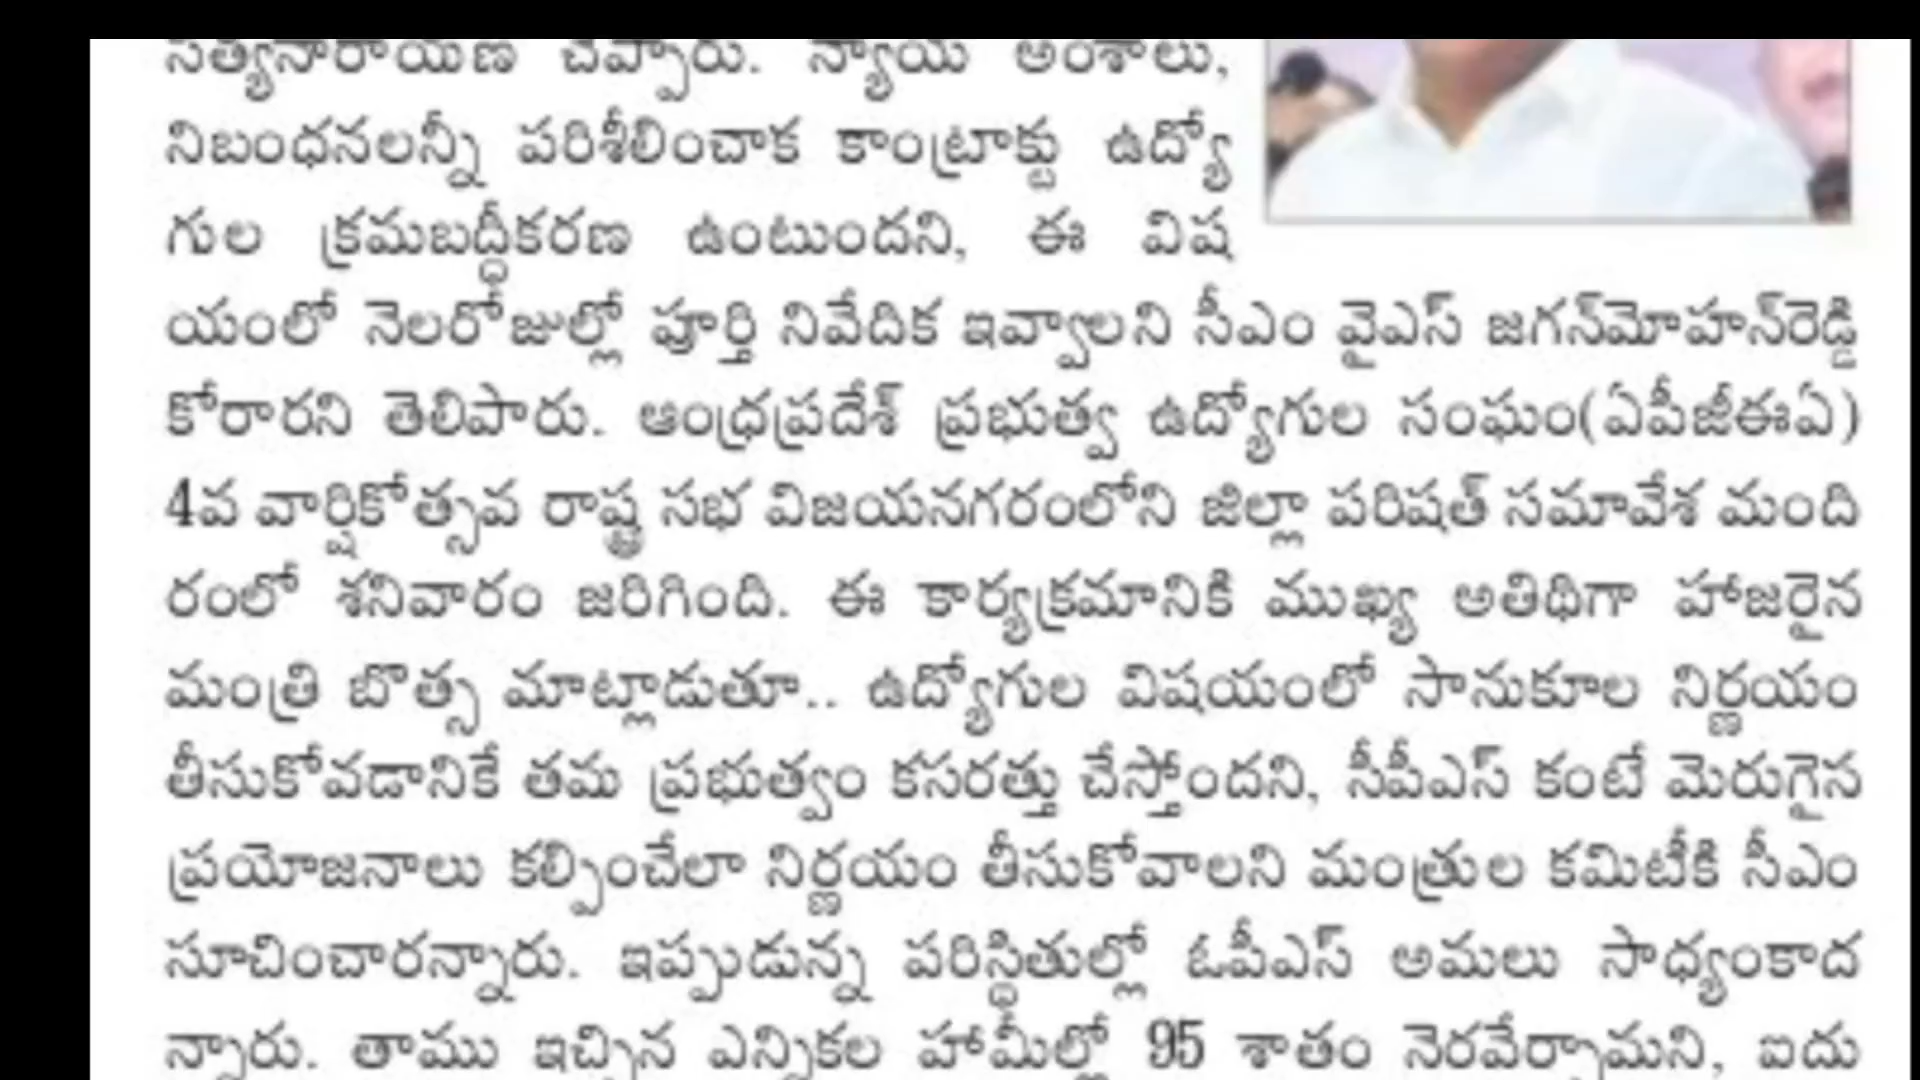 సత్యనారాయణ చెప్పారు. న్యాయ అంశాలు,
నిబంధనలన్నీ పరిశీలించాక కాంట్రాక్టు ఉద్యో
గుల క్రమబద్ధీకరణ ఉంటుందని, ఈ విష
యంలో నెలరోజుల్లో పూర్తి నివేదిక ఇవ్వాలని సీఎం వైఎస్ జగన్‌మోహన్‌రెడ్డి
కోరారని తెలిపారు. ఆంధ్రప్రదేశ్ ప్రభుత్వ ఉద్యోగుల సంఘం(ఏపీజీఈఏ)
4వ వార్షికోత్సవ రాష్ట్ర సభ విజయనగరంలోని జిల్లా పరిషత్ సమావేశ మంది
రంలో శనివారం జరిగింది. ఈ కార్యక్రమానికి ముఖ్య అతిథిగా హాజరైన
మంత్రి బొత్స మాట్లాడుతూ.. ఉద్యోగుల విషయంలో సానుకూల నిర్ణయం
తీసుకోవడానికే తమ ప్రభుత్వం కసరత్తు చేస్తోందని, సీపీఎస్ కంటే మెరుగైన
ప్రయోజనాలు కల్పించేలా నిర్ణయం తీసుకోవాలని మంత్రుల కమిటీకి సీఎం
సూచించారన్నారు. ఇప్పుడున్న పరిస్థితుల్లో ఓపీఎస్ అమలు సాధ్యంకాద
న్నారు. తాము ఇచ్చిన ఎన్నికల హామీల్లో 95 శాతం నెరవేర్చామని, ఐదు